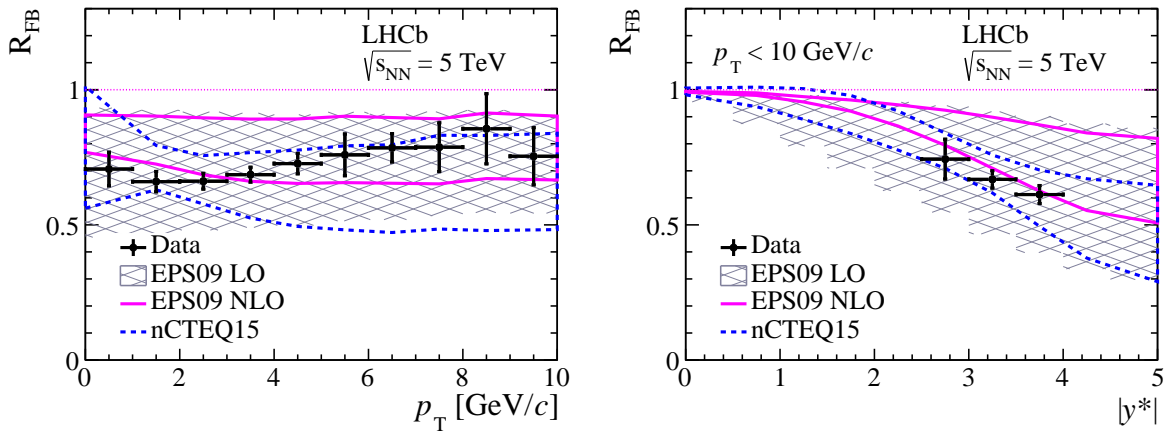 R_FB
LHCb
√s_NN = 5 TeV
1
0.5
0
Data
EPS09 LO
EPS09 NLO
nCTEQ15
0 2 4 6 8 10
p_T [GeV/c]
R_FB
p_T < 10 GeV/c
LHCb
√s_NN = 5 TeV
1
0.5
0
Data
EPS09 LO
EPS09 NLO
nCTEQ15
0 1 2 3 4 5
|y*|